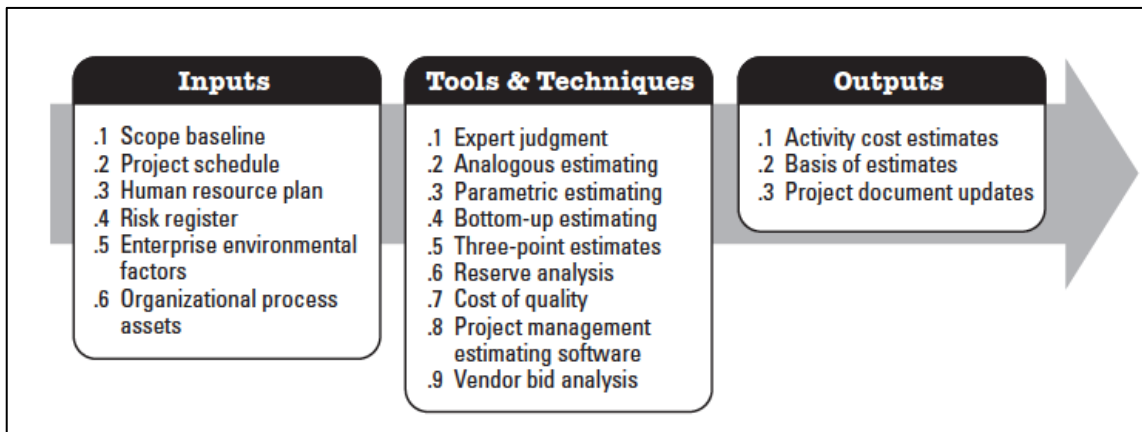 Inputs
.1 Scope baseline
.2 Project schedule
.3 Human resource plan
.4 Risk register
.5 Enterprise environmental
factors
.6 Organizational process
assets
Tools & Techniques
.1 Expert judgment
.2 Analogous estimating
.3 Parametric estimating
.4 Bottom-up estimating
.5 Three-point estimates
.6 Reserve analysis
.7 Cost of quality
.8 Project management
estimating software
.9 Vendor bid analysis
Outputs
.1 Activity cost estimates
.2 Basis of estimates
.3 Project document updates